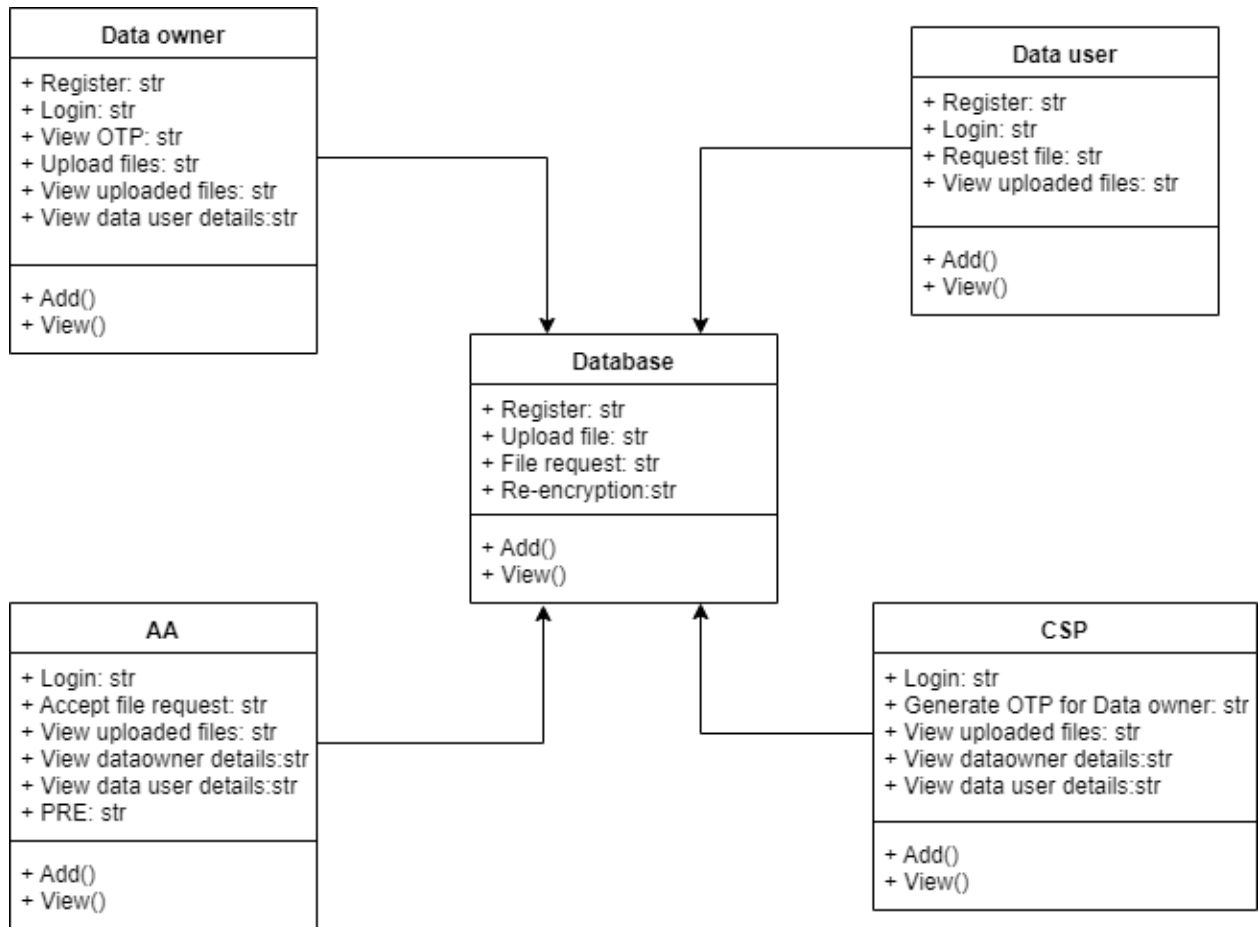 Data owner
+ Register: str
+ Login: str
+ View OTP: str
+ Upload files: str
+ View uploaded files: str
+ View data user details:str
+ Add()
+ View()
Data user
+ Register: str
+ Login: str
+ Request file: str
+ View uploaded files: str
+ Add()
+ View()
Database
+ Register: str
+ Upload file: str
+ File request: str
+ Re-encryption:str
+ Add()
+ View()
AA
+ Login: str
+ Accept file request: str
+ View uploaded files: str
+ View dataowner details:str
+ View data user details:str
+ PRE: str
+ Add()
+ View()
CSP
+ Login: str
+ Generate OTP for Data owner: str
+ View uploaded files: str
+ View dataowner details:str
+ View data user details:str
+ Add()
+ View()